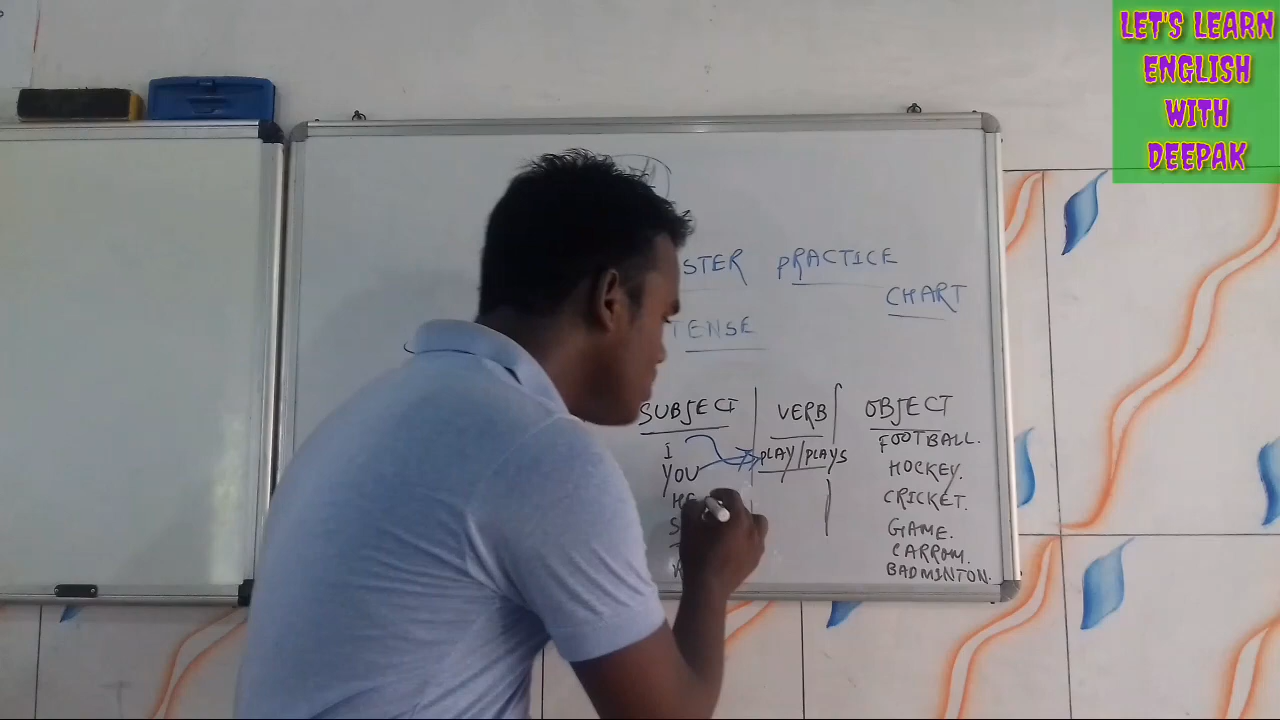 LET'S LEARN
ENGLISH
WITH
DEEPAK
PRACTICE
CHART
TENSE
SUBJECT VERB OBJECT
I PLAY/PLAYS FOOTBALL.
YOU HOCKEY.
CRICKET.
GAME.
CARROM.
BADMINTON.